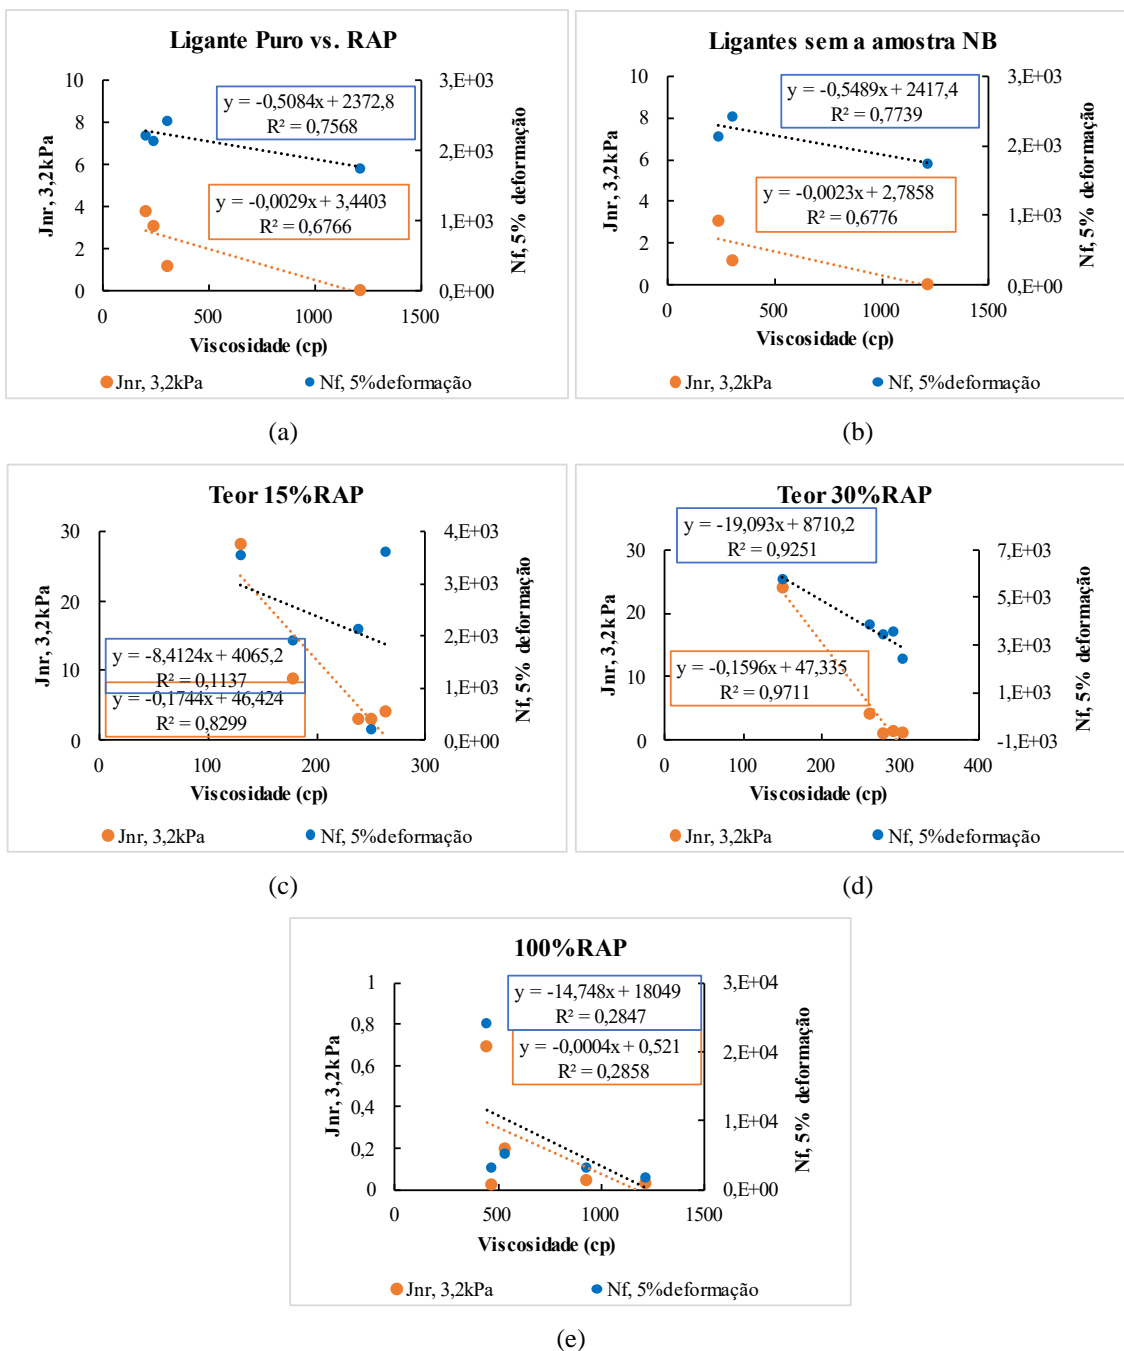 Ligante Puro vs. RAP
10
8
6
4
2
0
Jnr, 3,2kPa
y = -0,5084x + 2372,8
R² = 0,7568
y = -0,0029x + 3,4403
R² = 0,6766
3,E+03
2,E+03
1,E+03
0,E+00
Nf, 5% deformação
0
500
1000
1500
Viscosidade (cp)
Jnr, 3,2kPa
Nf, 5%deformação
(a)
Ligantes sem a amostra NB
10
8
6
4
2
0
Jnr, 3,2kPa
y = -0,5489x + 2417,4
R² = 0,7739
y = -0,0023x + 2,7858
R² = 0,6776
3,E+03
2,E+03
1,E+03
0,E+00
Nf, 5% deformação
0
500
1000
1500
Viscosidade (cp)
Jnr, 3,2kPa
Nf, 5%deformação
(b)
Teor 15%RAP
30
20
10
0
Jnr, 3,2kPa
y = -8,4124x + 4065,2
R² = 0,1137
y = -0,1744x + 46,424
R² = 0,8299
4,E+03
3,E+03
2,E+03
1,E+03
0,E+00
Nf, 5% deformação
0
100
200
300
Viscosidade (cp)
Jnr, 3,2kPa
Nf, 5%deformação
(c)
Teor 30%RAP
y = -19,093x + 8710,2
R² = 0,9251
30
20
10
0
Jnr, 3,2kPa
y = -0,1596x + 47,335
R² = 0,9711
7,E+03
5,E+03
3,E+03
1,E+03
-1,E+03
Nf, 5% deformação
0
100
200
300
400
Viscosidade (cp)
Jnr, 3,2kPa
Nf, 5%deformação
(d)
100%RAP
1
0,8
0,6
0,4
0,2
0
Jnr, 3,2kPa
y = -14,748x + 18049
R² = 0,2847
y = -0,0004x + 0,521
R² = 0,2858
3,E+04
2,E+04
1,E+04
0,E+00
Nf, 5% deformação
0
500
1000
1500
Viscosidade (cp)
Jnr, 3,2kPa
Nf, 5%deformação
(e)